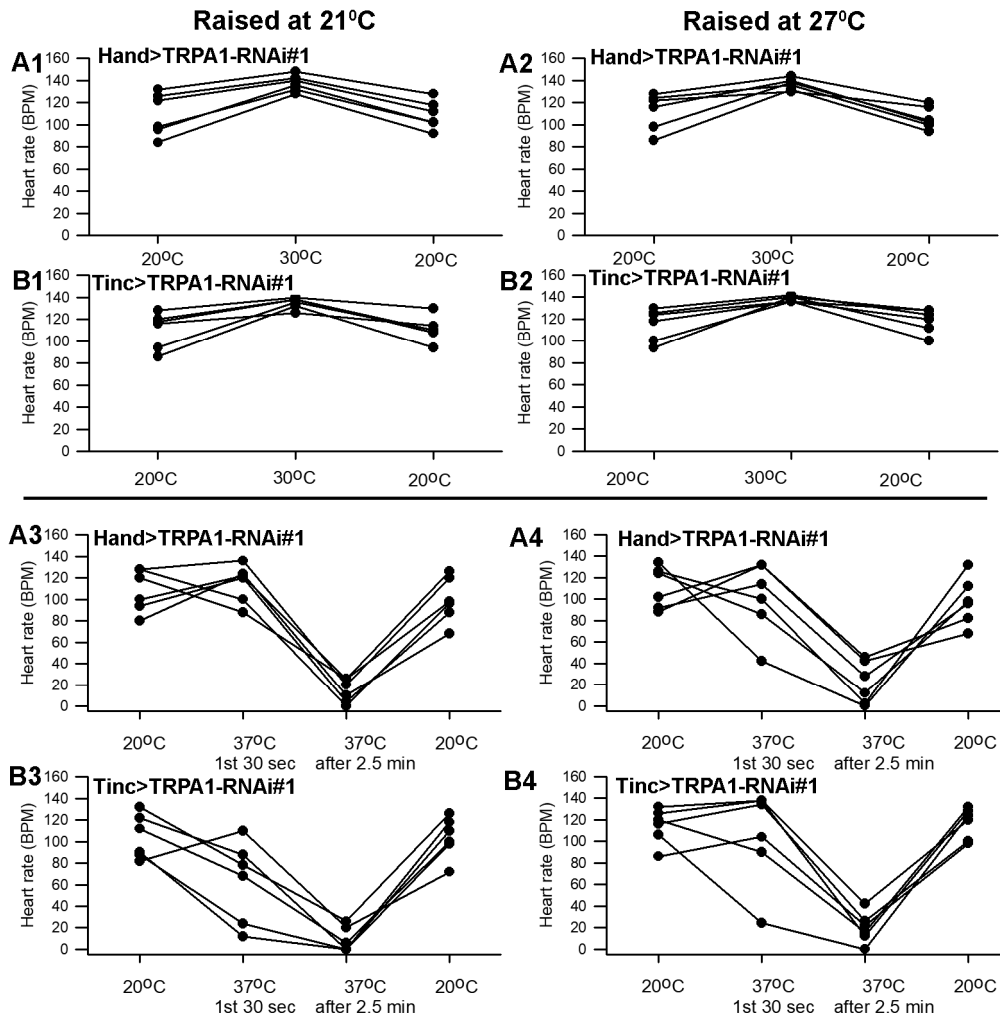 Raised at 21⁰C
Raised at 27⁰C
A1
Hand>TRPA1-RNAi#1
Heart rate (BPM)
160
140
120
100
80
60
40
20
0
20ºC
30ºC
20ºC
A2
Hand>TRPA1-RNAi#1
Heart rate (BPM)
160
140
120
100
80
60
40
20
0
20ºC
30ºC
20ºC
B1
Tinc>TRPA1-RNAi#1
Heart rate (BPM)
160
140
120
100
80
60
40
20
0
20ºC
30ºC
20ºC
B2
Tinc>TRPA1-RNAi#1
Heart rate (BPM)
160
140
120
100
80
60
40
20
0
20ºC
30ºC
20ºC
A3
Hand>TRPA1-RNAi#1
Heart rate (BPM)
160
140
120
100
80
60
40
20
0
20ºC
37ºC
37ºC
20ºC
1st 30 sec
after 2.5 min
A4
Hand>TRPA1-RNAi#1
Heart rate (BPM)
160
140
120
100
80
60
40
20
0
20ºC
37ºC
37ºC
20ºC
1st 30 sec
after 2.5 min
B3
Tinc>TRPA1-RNAi#1
Heart rate (BPM)
160
140
120
100
80
60
40
20
0
20ºC
37ºC
37ºC
20ºC
1st 30 sec
after 2.5 min
B4
Tinc>TRPA1-RNAi#1
Heart rate (BPM)
160
140
120
100
80
60
40
20
0
20ºC
37ºC
37ºC
20ºC
1st 30 sec
after 2.5 min